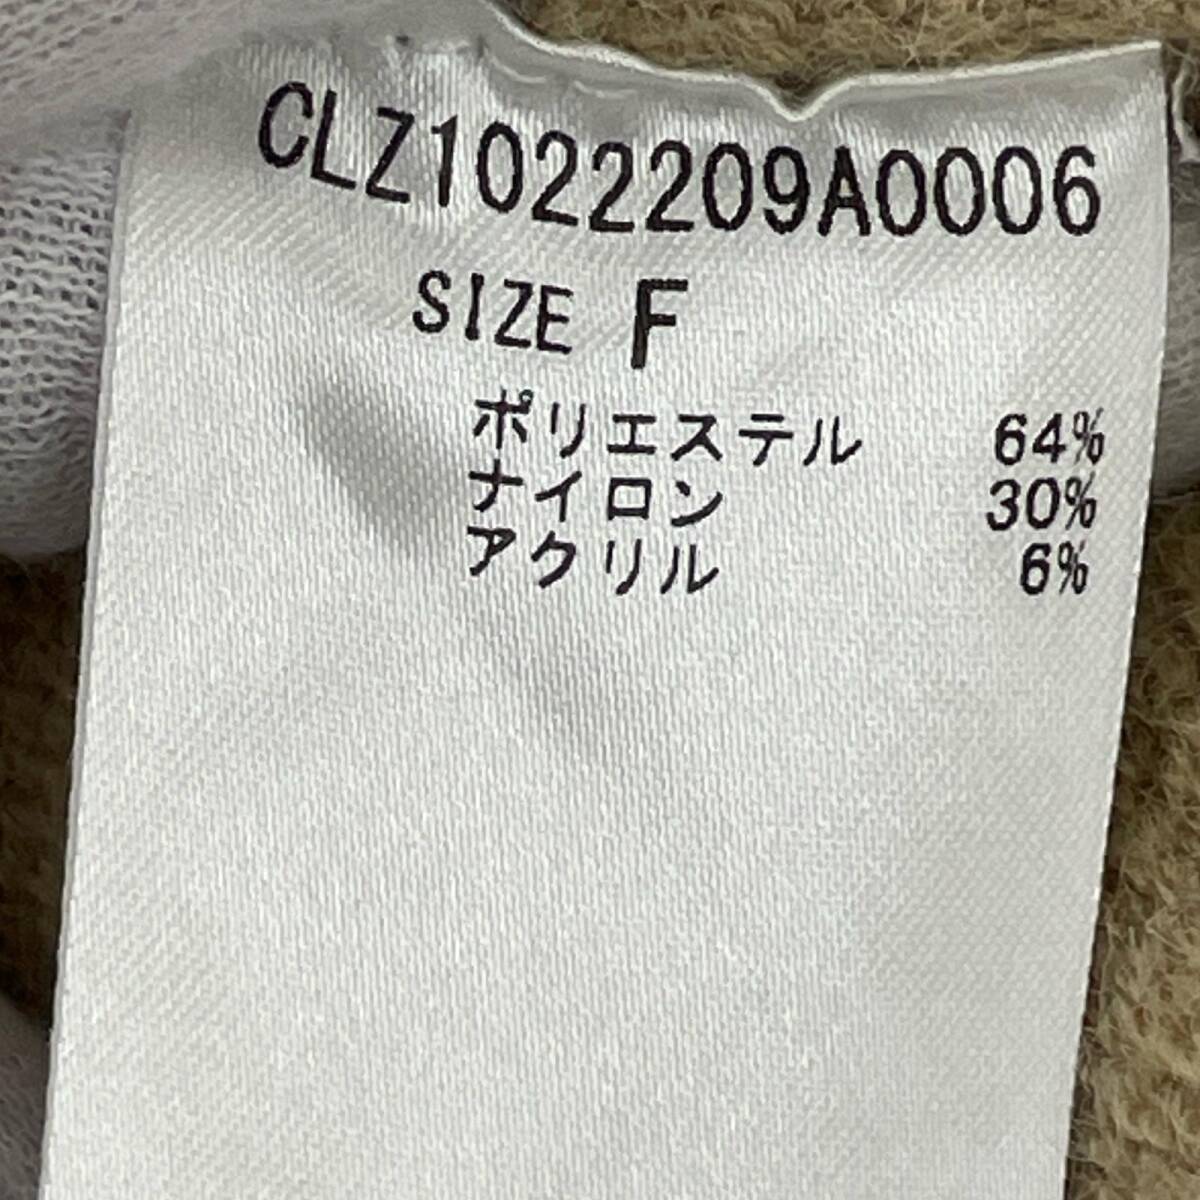 CLZ1022209A0006
SIZE F
ポリエステル 64%
ナイロン 30%
アクリル 6%